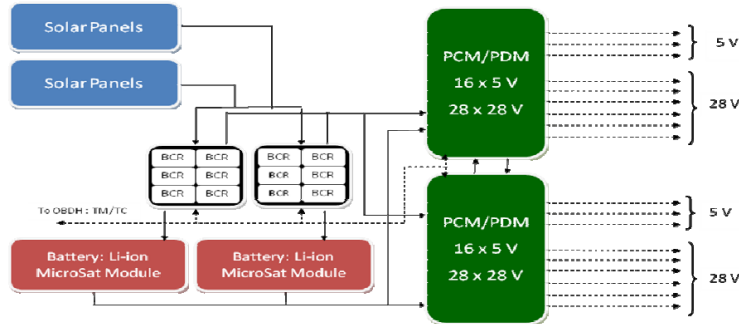 Solar Panels
Solar Panels
PCM/PDM
16 x 5 V
28 x 28 V
5 V
28 V
BCR BCR BCR BCR
BCR BCR BCR BCR
BCR BCR BCR BCR
To OBDH : TM/TC
PCM/PDM
16 x 5 V
28 x 28 V
5 V
28 V
Battery: Li-ion
MicroSat Module
Battery: Li-ion
MicroSat Module